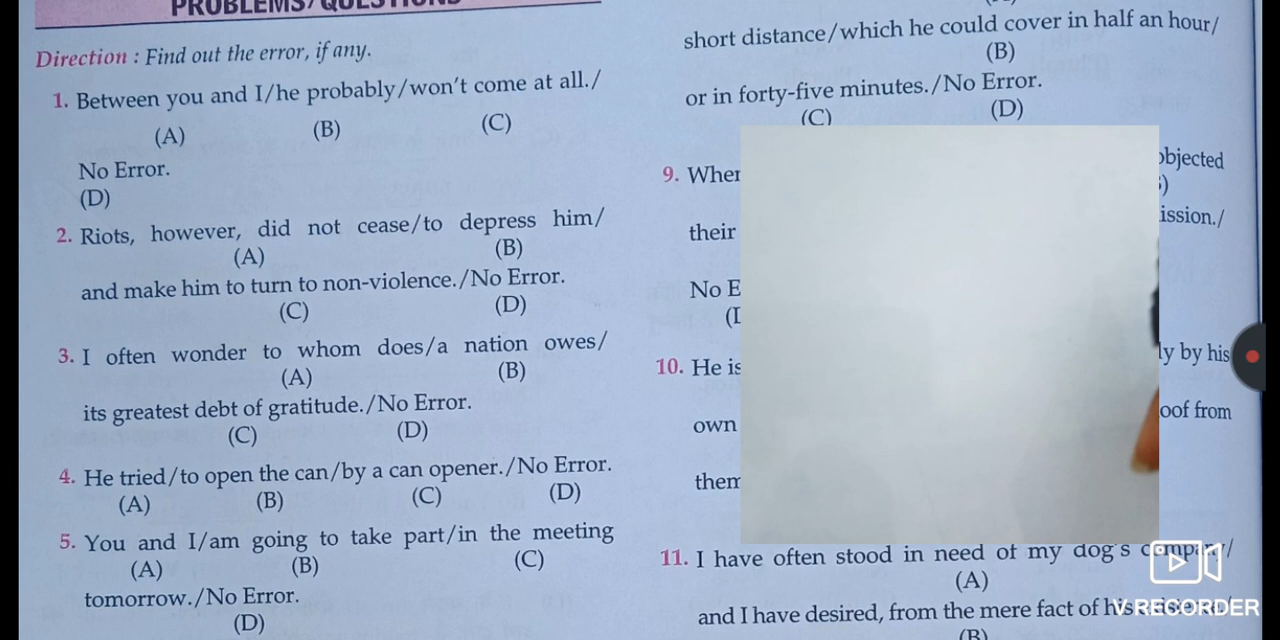 PROBLEMS/QUESTIONS
Direction : Find out the error, if any.
1. Between you and I/he probably/won't come at all./
(A) (B) (C)
No Error.
(D)
2. Riots, however, did not cease/to depress him/
(A) (B)
and make him to turn to non-violence./No Error.
(C) (D)
3. I often wonder to whom does/a nation owes/
(A) (B)
its greatest debt of gratitude./No Error.
(C) (D)
4. He tried/to open the can/by a can opener./No Error.
(A) (B) (C) (D)
5. You and I/am going to take part/in the meeting
(A) (B) (C)
tomorrow./No Error.
(D)
short distance/which he could cover in half an hour/
(B)
or in forty-five minutes./No Error.
(C) (D)
9.
their
No
10. He is
ly by his
own
oof from
11. I have often stood in need of my dog's company/
(A)
and I have desired, from the mere fact of his
(B)
V RECORDER